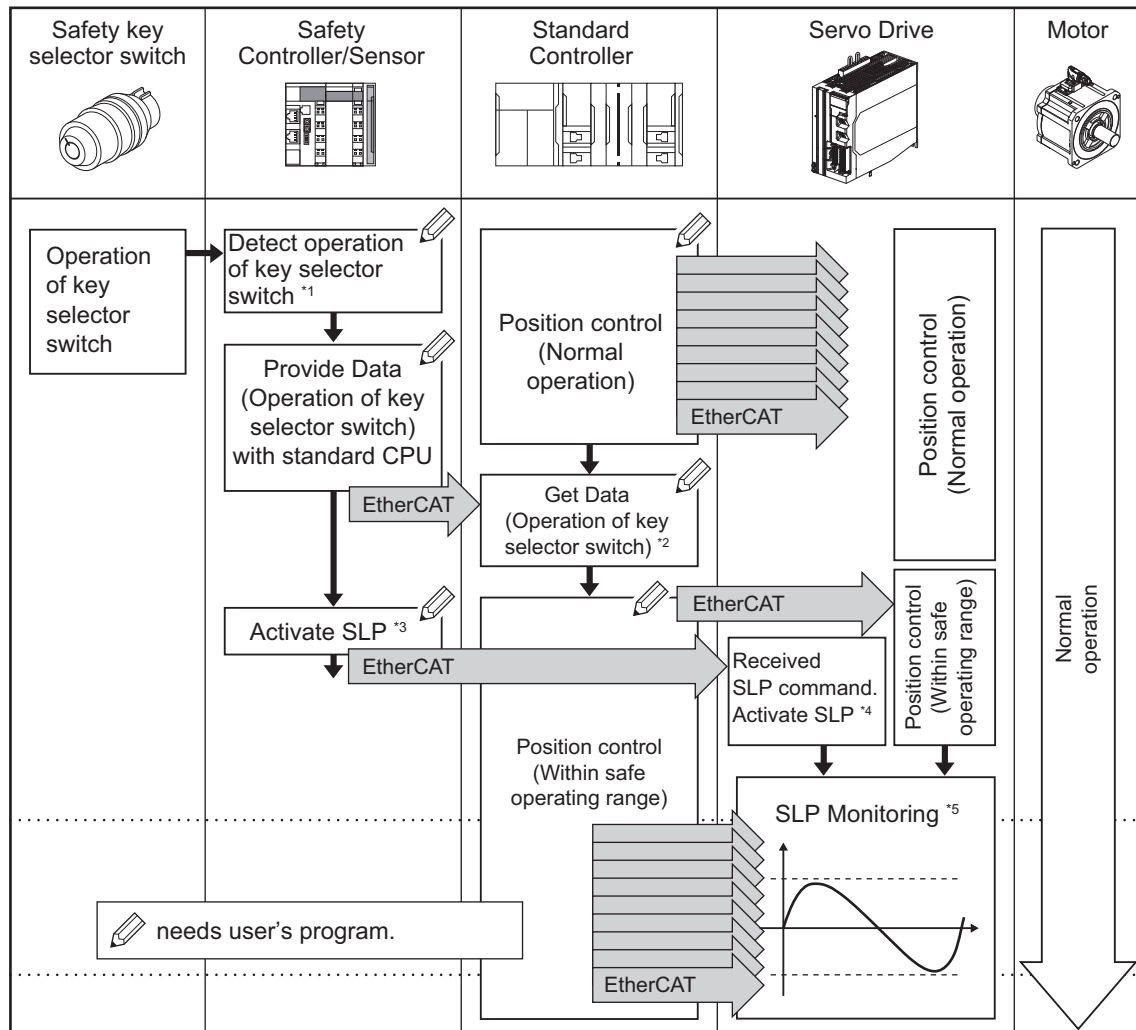 Safety key
selector switch
Safety
Controller/Sensor
Standard
Controller
Servo Drive
Motor
Operation
of key
selector
switch
Detect operation
of key selector
switch *1
Provide Data
(Operation of key
selector switch)
with standard CPU
EtherCAT
Activate SLP *3
EtherCAT
Position control
(Normal
operation)
EtherCAT
Get Data
(Operation of key
selector switch) *2
EtherCAT
Position control
(Within safe
operating range)
EtherCAT
Position control
(Normal operation)
Received
SLP command.
Activate SLP *4
Position control
(Within safe
operating range)
SLP Monitoring *5
Normal
operation
needs user's program.